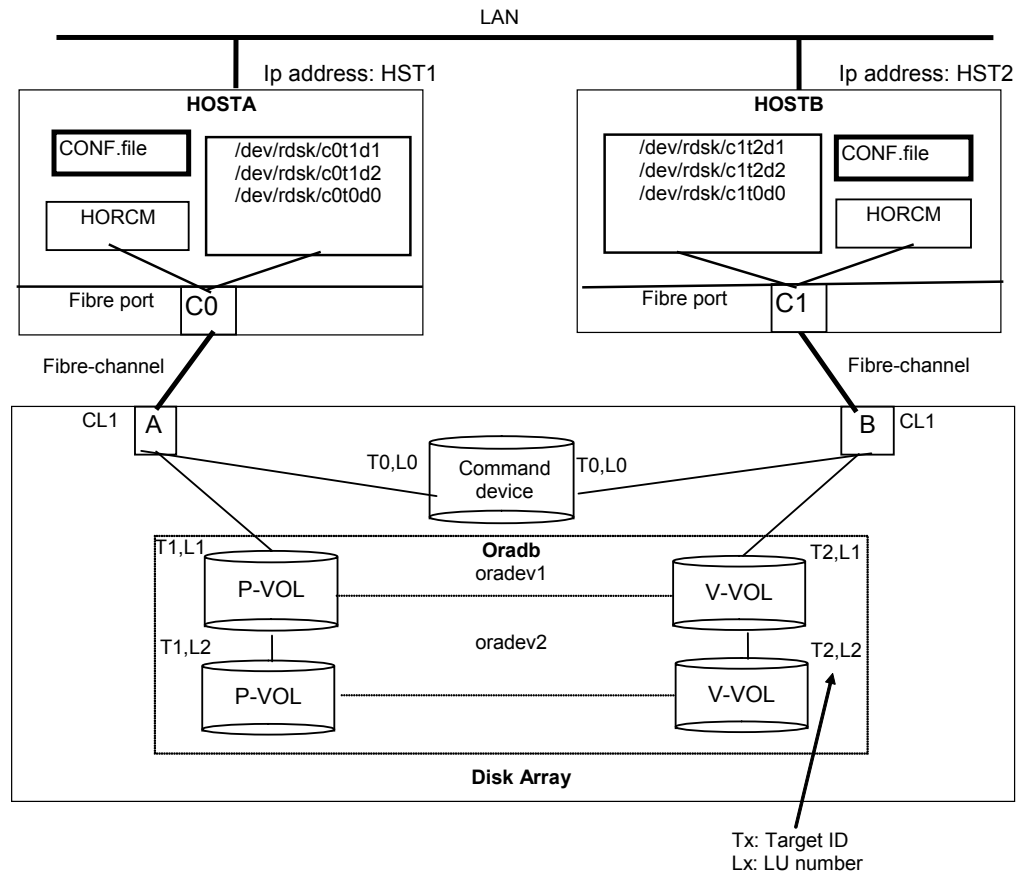 LAN
Ip address: HST1
Ip address: HST2
HOSTA
HOSTB
CONF.file
/dev/rdsk/c0t1d1
/dev/rdsk/c0t1d2
/dev/rdsk/c0t0d0
/dev/rdsk/c1t2d1
/dev/rdsk/c1t2d2
/dev/rdsk/c1t0d0
CONF.file
HORCM
HORCM
Fibre port
C0
Fibre port
C1
Fibre-channel
Fibre-channel
CL1
A
B
CL1
T0,L0
Command
device
T0,L0
T1,L1
Oradb
oradev1
T2,L1
P-VOL
V-VOL
T1,L2
oradev2
T2,L2
P-VOL
V-VOL
Disk Array
Tx: Target ID
Lx: LU number